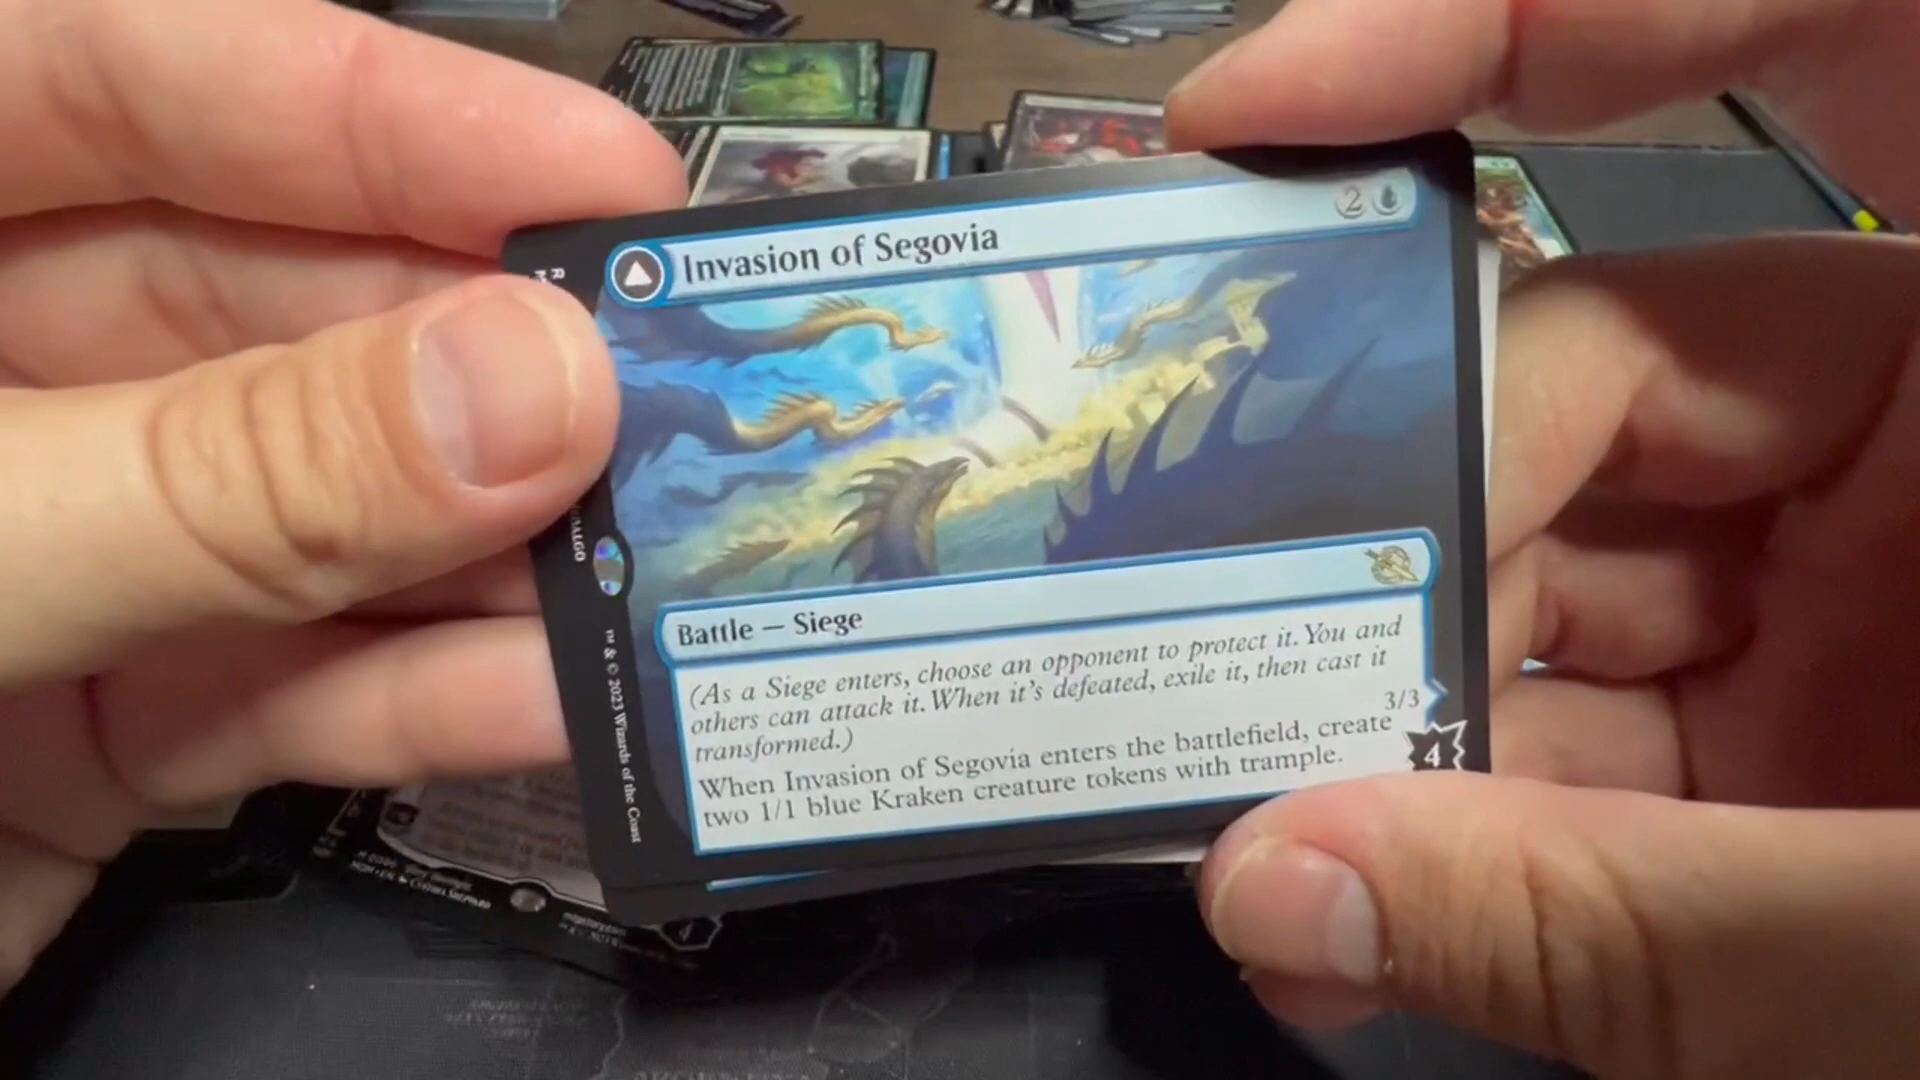 Invasion of Segovia
2
Battle — Siege
(As a Siege enters, choose an opponent to protect it. You and
others can attack it. When it's defeated, exile it, then cast it
transformed.)
3/3
When Invasion of Segovia enters the battlefield, create
two 1/1 blue Kraken creature tokens with trample.
4
R
™ & © 2023 Wizards of the Coast